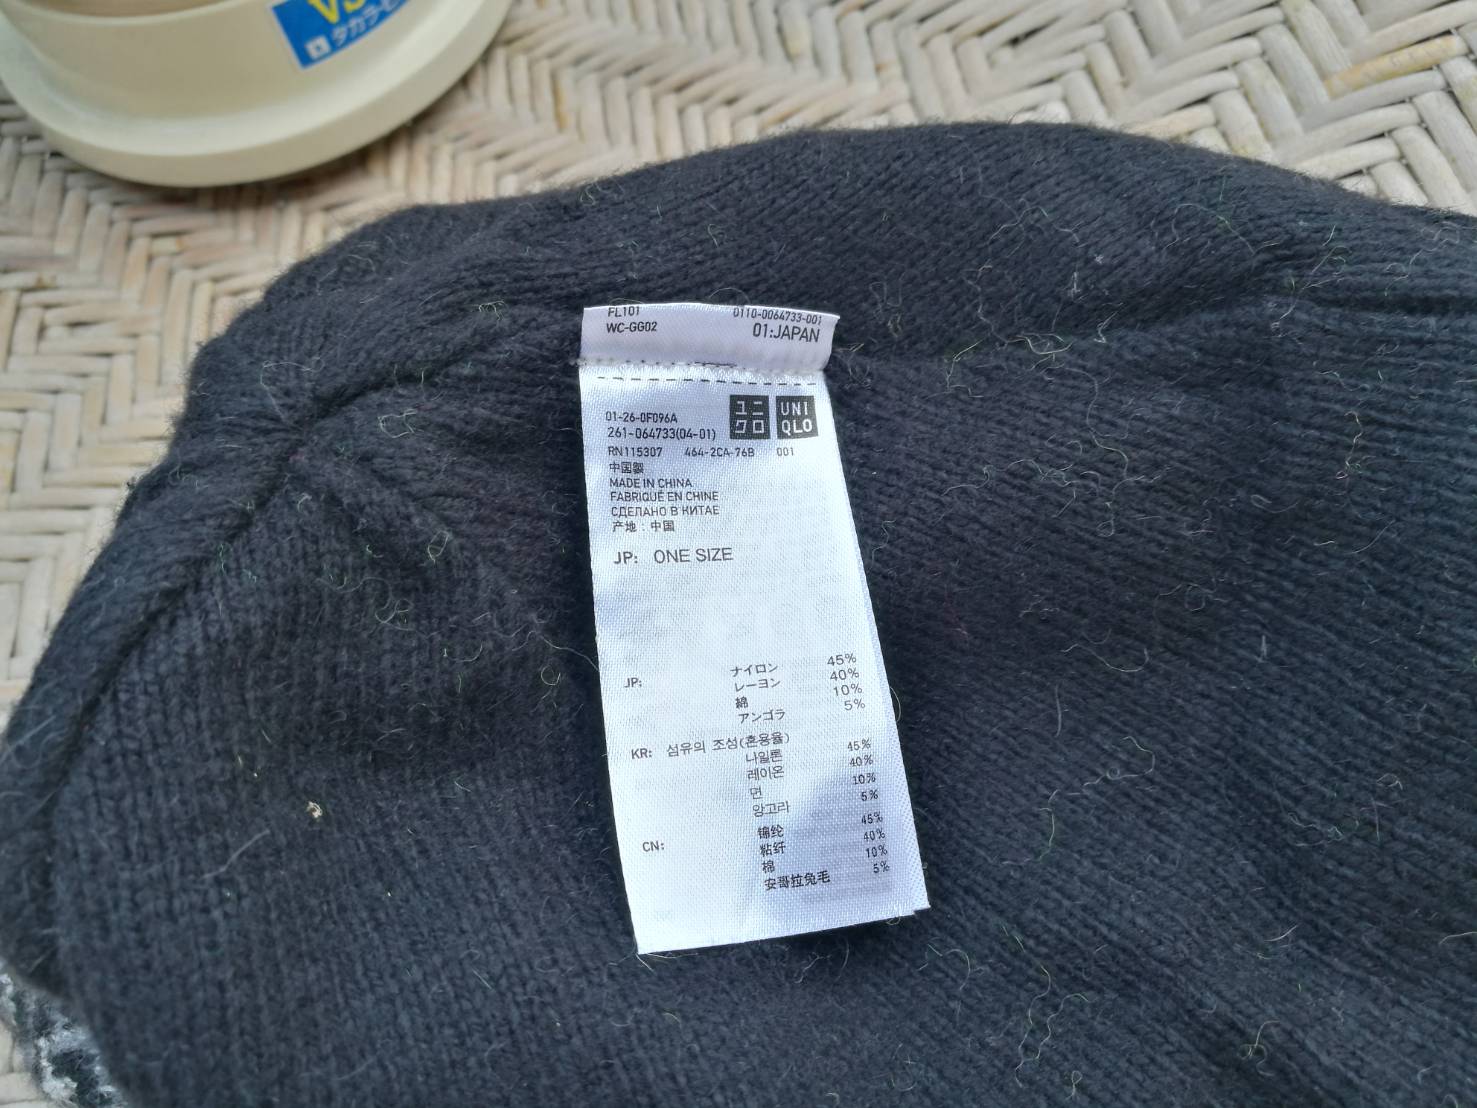 VS
タカラ
FL101
0110-0064733-001
WC-GG02
01:JAPAN
ユニ
クロ
UNI
QLO
01-26-0F096A
261-064733(04-01)
RN115307 464-2CA-76B 001
中国製
MADE IN CHINA
FABRIQUÉ EN CHINE
СДЕЛАНО В КИТАЕ
产地：中国
JP: ONE SIZE
JP: ナイロン 45%
レーヨン 40%
綿 10%
アンゴラ 5%
KR: 섬유의 조성(혼용율)
나일론 45%
레이온 40%
면 10%
앙고라 5%
CN: 锦纶 45%
粘纤 40%
棉 10%
安哥拉兔毛 5%